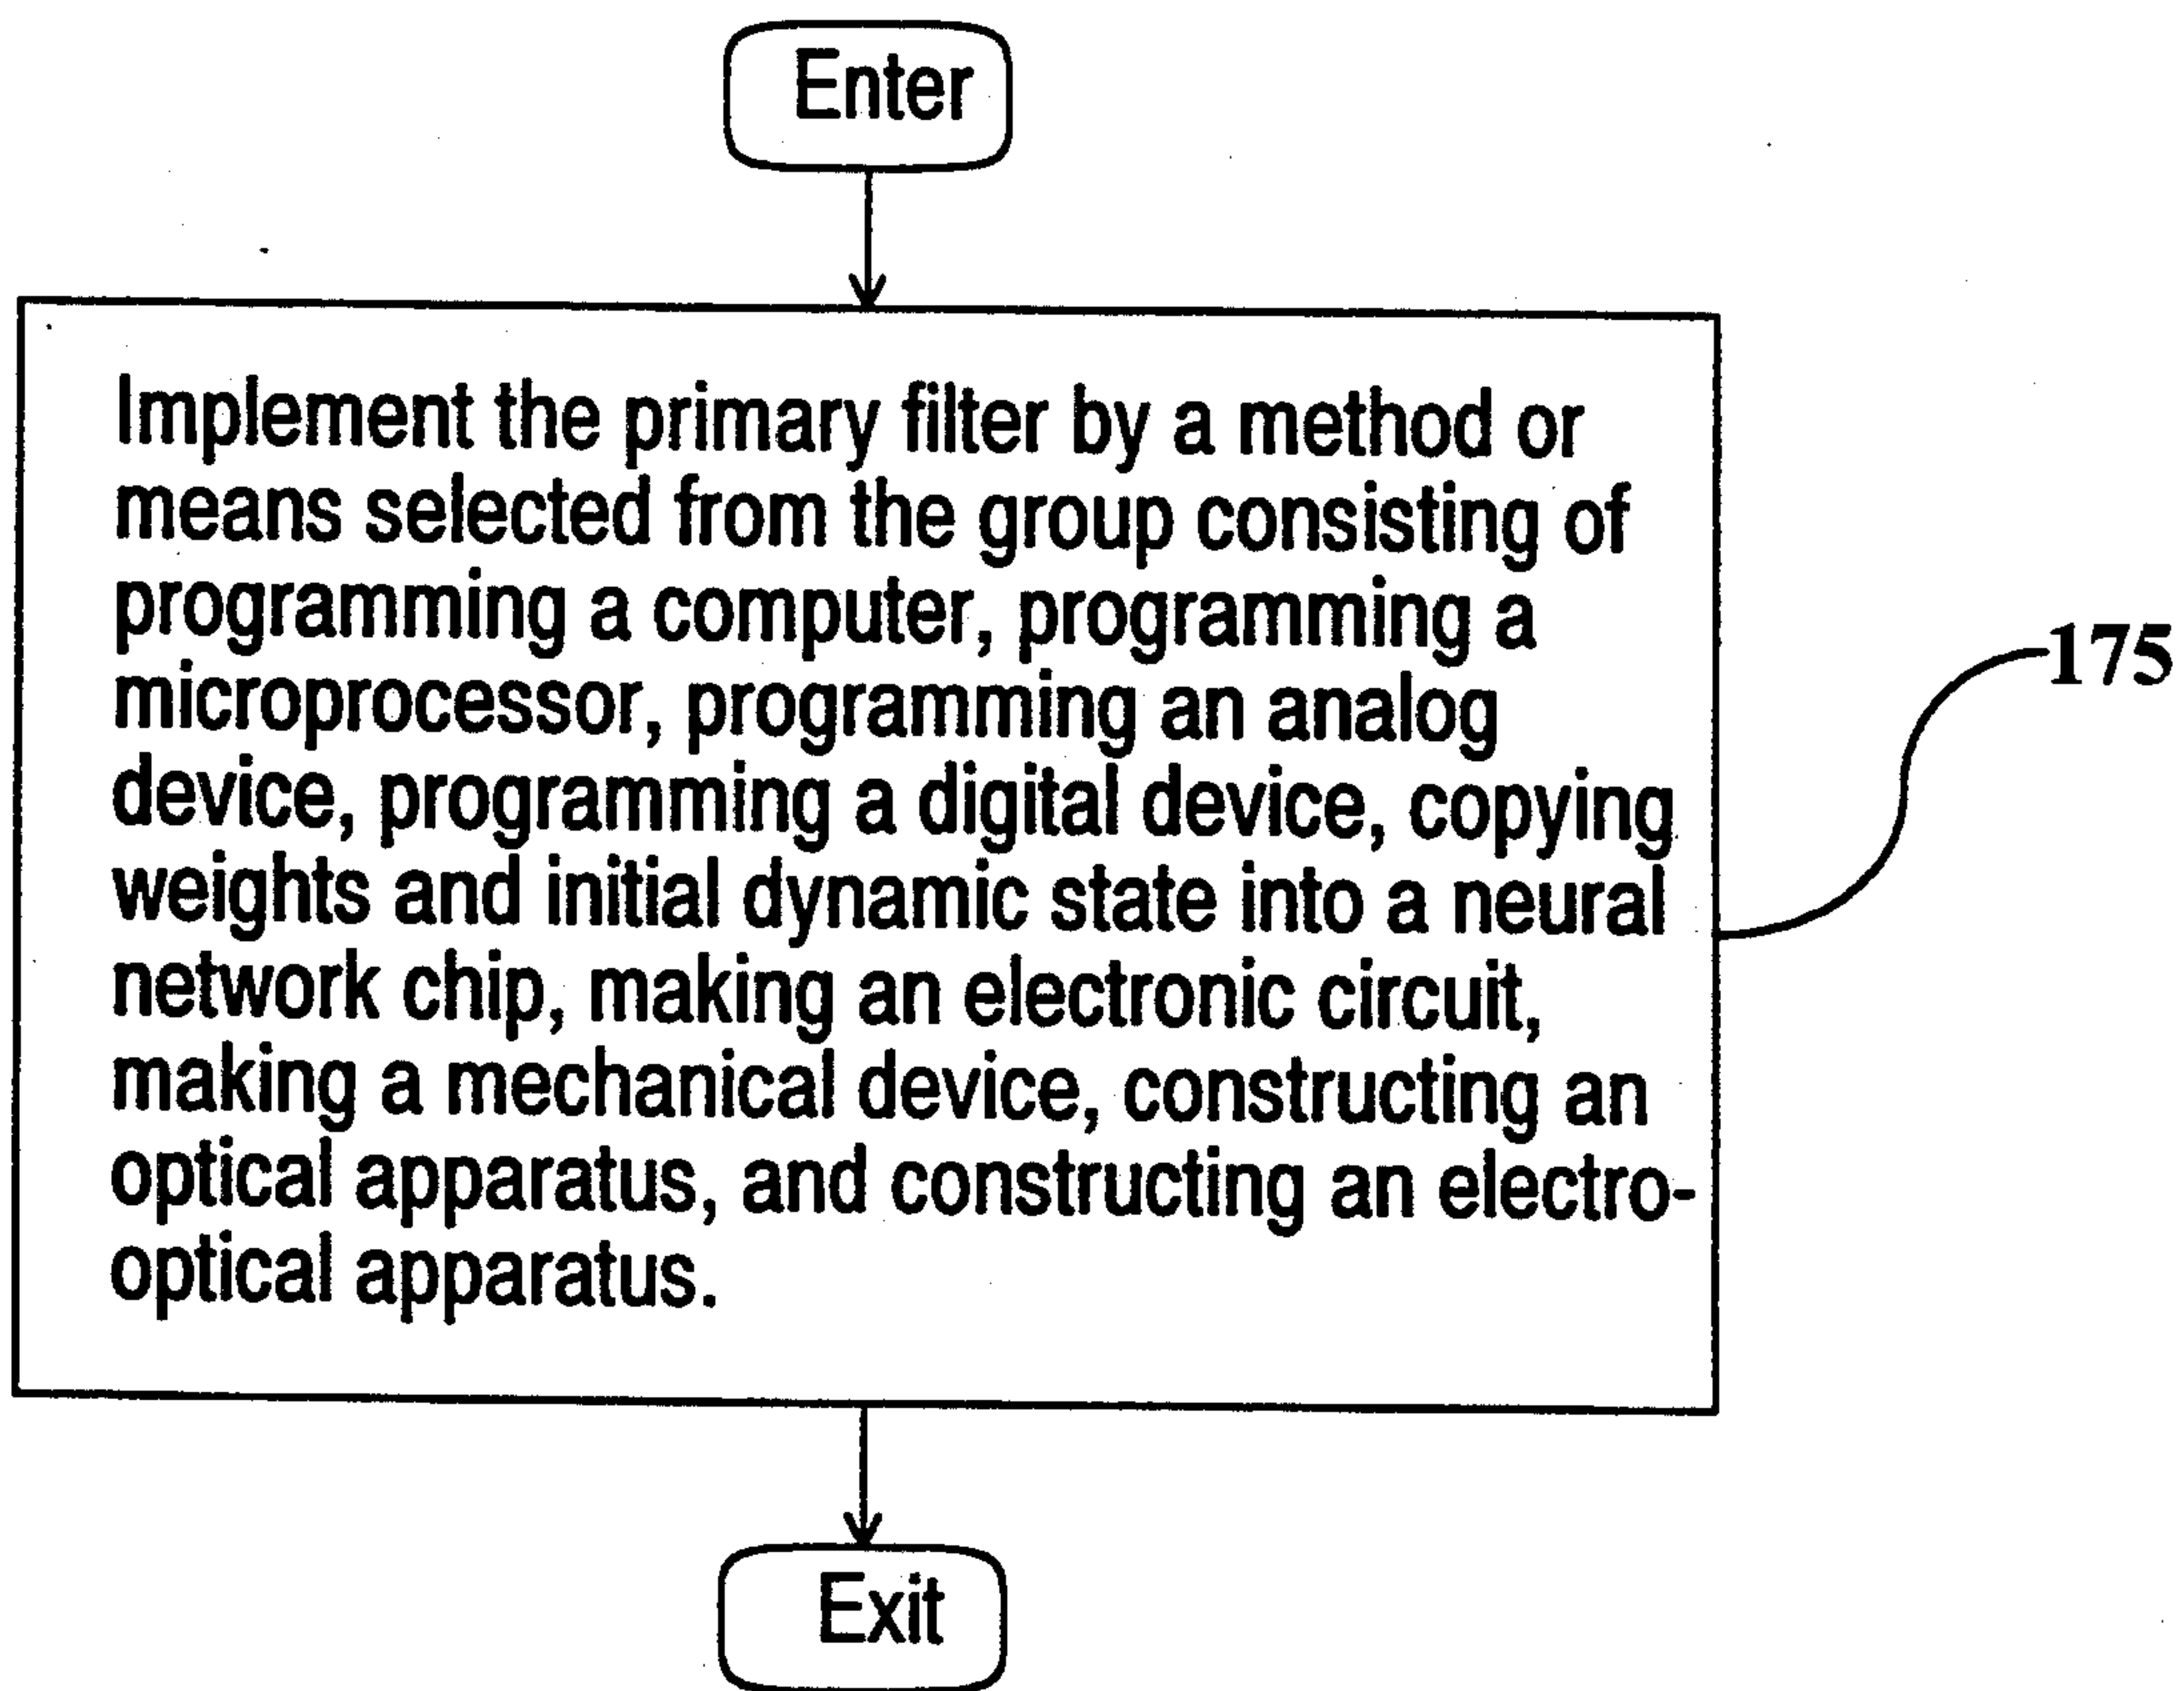 Enter
Implement the primary filter by a method or
means selected from the group consisting of
programming a computer, programming a
microprocessor, programming an analog
device, programming a digital device, copying
weights and initial dynamic state into a neural
network chip, making an electronic circuit,
making a mechanical device, constructing an
optical apparatus, and constructing an electro-
optical apparatus.
175
Exit